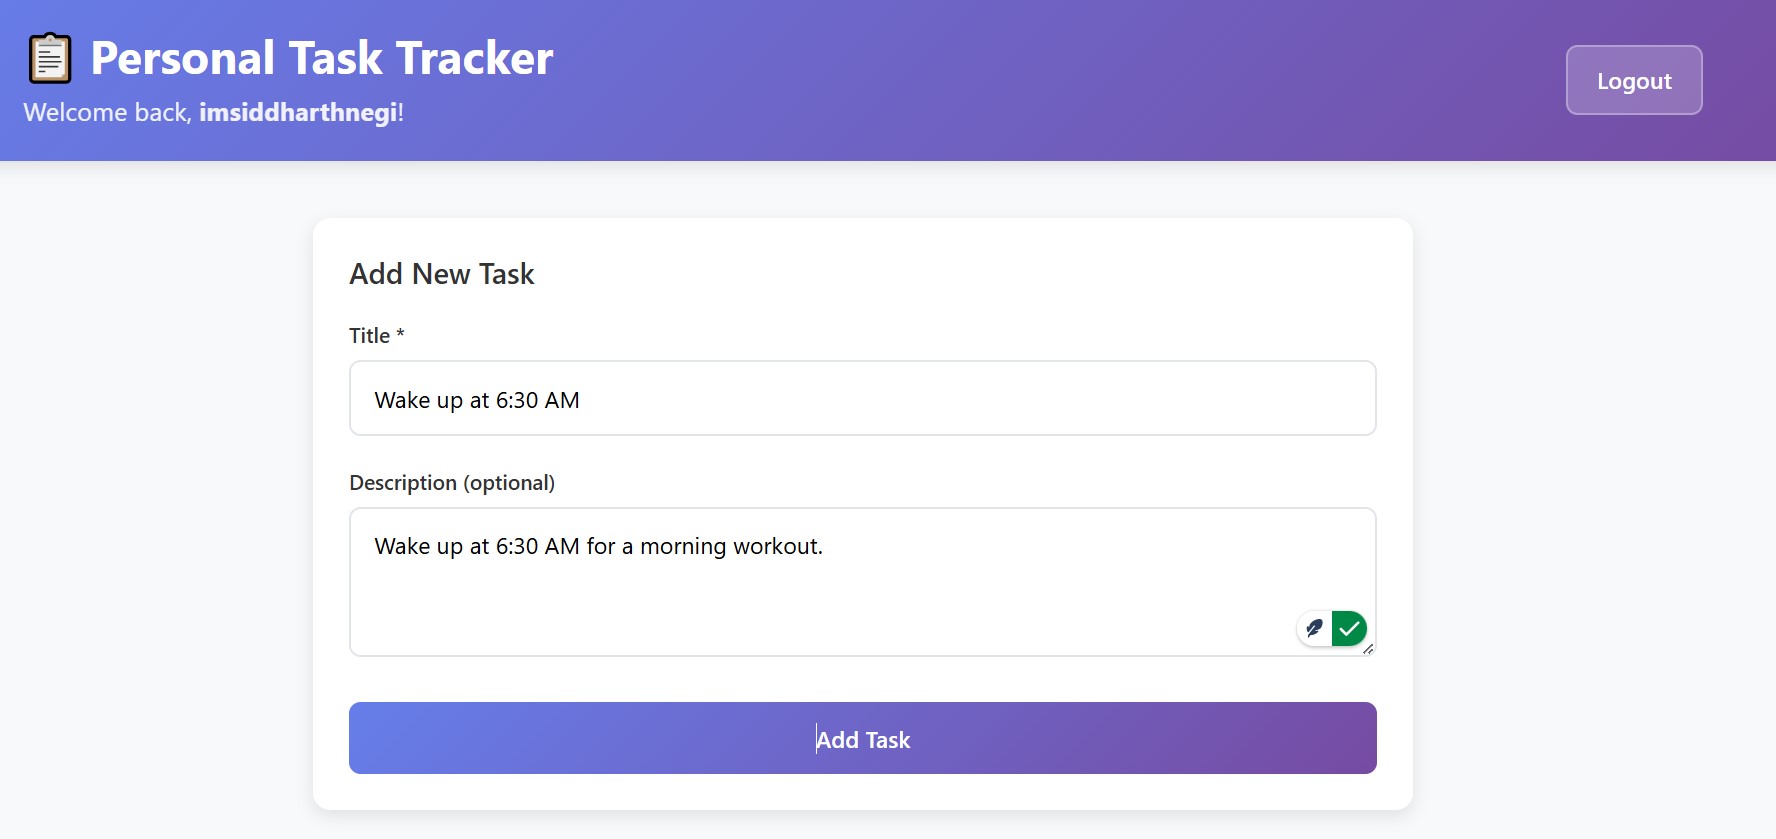 Personal Task Tracker
Welcome back, imsiddharthnegi!
Logout
Add New Task
Title *
Wake up at 6:30 AM
Description (optional)
Wake up at 6:30 AM for a morning workout.
Add Task